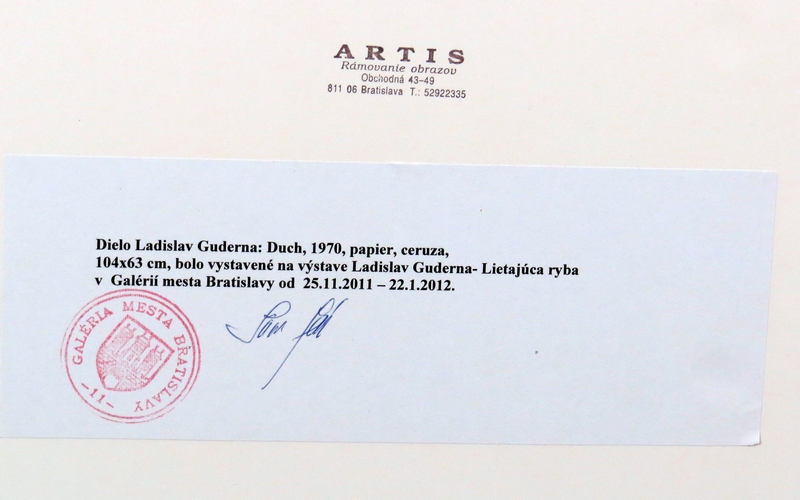 ARTIS
Rámovanie obrazov
Obchodná 43-49
811 06 Bratislava T.: 52922335
Dielo Ladislav Guderna: Duch, 1970, papier, ceruza,
104x63 cm, bolo vystavené na výstave Ladislav Guderna- Lietajúca ryba
v Galérií mesta Bratislavy od 25.11.2011 – 22.1.2012.
GALÉRIA MESTA BRATISLAVY
-11-